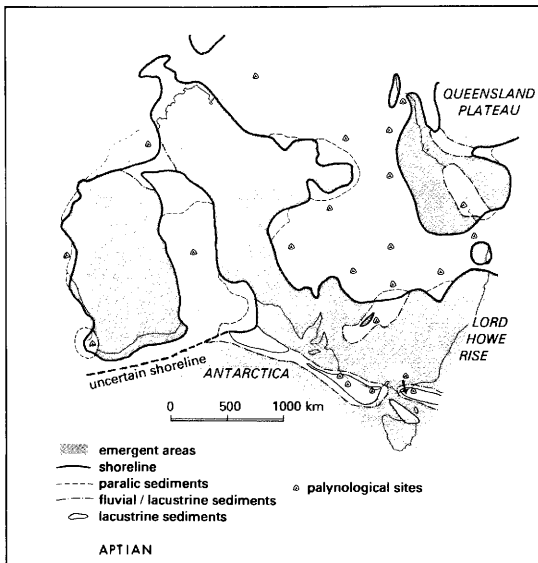 QUEENSLAND
PLATEAU
LORD
HOWE
RISE
ANTARCTICA
uncertain shoreline
0 500 1000 km
emergent areas
shoreline
paralic sediments
fluvial / lacustrine sediments
lacustrine sediments
palynological sites
APTIAN